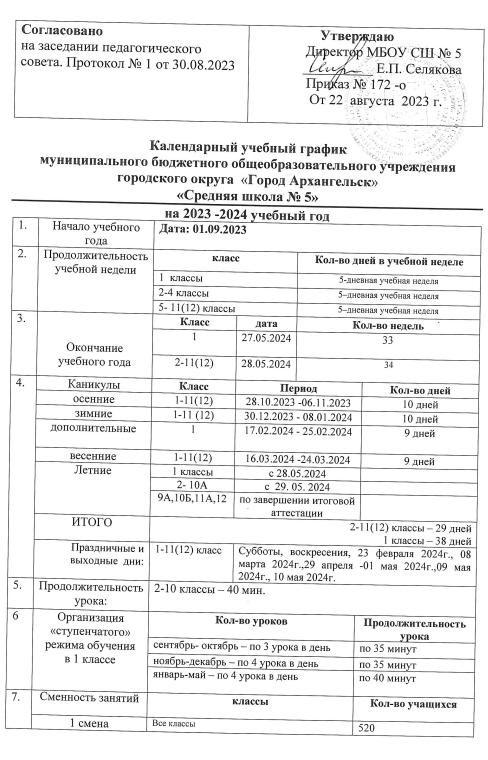 Согласовано
на заседании педагогического
совета. Протокол № 1 от 30.08.2023
Утверждаю
Директор МБОУ СШ № 5
Е.П. Селякова
Приказ № 172 -о
От 22 августа 2023 г.
Календарный учебный график
муниципального бюджетного общеобразовательного учреждения
городского округа «Город Архангельск»
«Средняя школа № 5»
на 2023 -2024 учебный год
1. Начало учебного года Дата: 01.09.2023
2. Продолжительность учебной недели класс Кол-во дней в учебной неделе
1 классы 5-дневная учебная неделя
2-4 классы 5–дневная учебная неделя
5- 11(12) классы 5–дневная учебная неделя
3. Окончание учебного года Класс дата Кол-во недель
1 27.05.2024 33
2-11(12) 28.05.2024 34
4. Каникулы Класс Период Кол-во дней
осенние 1-11(12) 28.10.2023 -06.11.2023 10 дней
зимние 1-11 (12) 30.12.2023 - 08.01.2024 10 дней
дополнительные 1 17.02.2024 - 25.02.2024 9 дней
весенние 1-11(12) 16.03.2024 -24.03.2024 9 дней
Летние 1 классы с 28.05.2024
2- 10А с 29. 05. 2024
9А,10Б,11А,12 по завершении итоговой
аттестации
ИТОГО 2-11(12) классы – 29 дней
1 классы – 38 дней
Праздничные и 1-11(12) класс Субботы, воскресения, 23 февраля 2024г., 08
выходные дни: марта 2024г.,29 апреля -01 мая 2024г.,09 мая
2024г., 10 мая 2024г.
5. Продолжительность 2-10 классы – 40 мин.
урока:
6 Организация Кол-во уроков Продолжительность
«ступенчатого» урока
режима обучения сентябрь- октябрь – по 3 урока в день по 35 минут
в 1 классе ноябрь-декабрь – по 4 урока в день по 35 минут
январь-май – по 4 урока в день по 40 минут
7. Сменность занятий классы Кол-во учащихся
1 смена Все классы 520